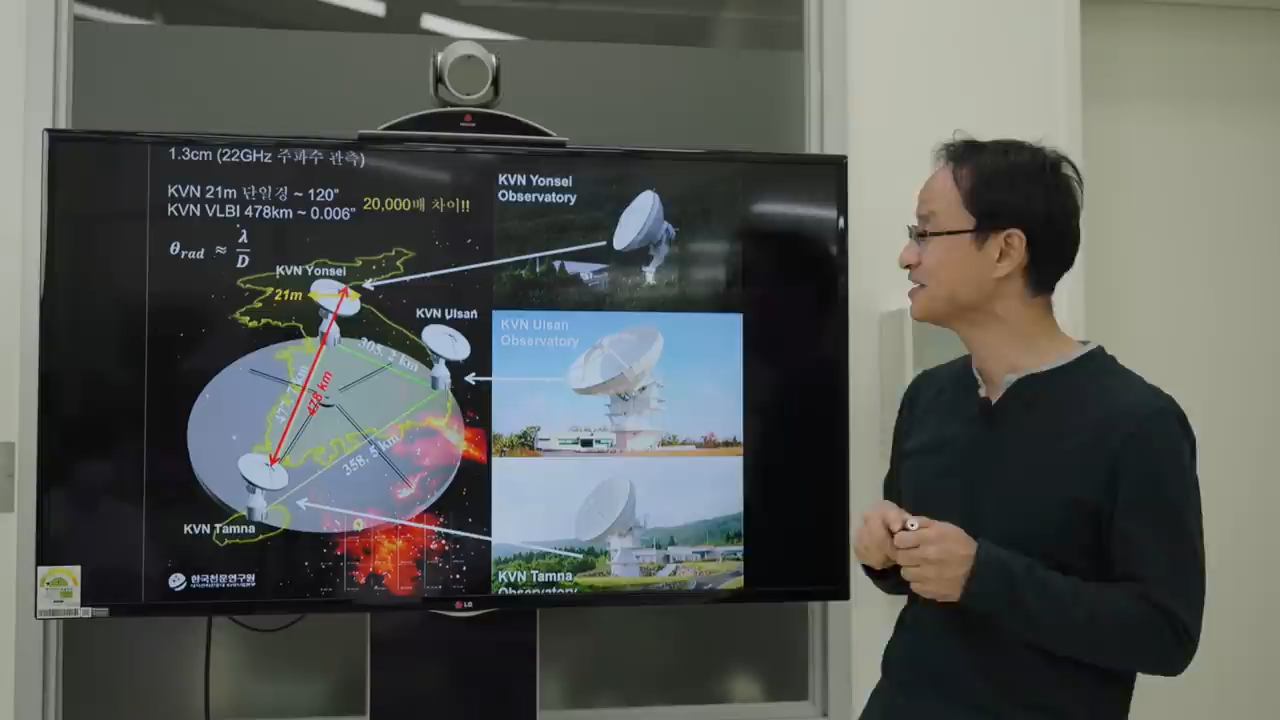 1.3cm (22GHz 주파수 관측)
KVN 21m 단일경 ~ 120"
KVN VLBI 478km ~ 0.006"
20,000배 차이!!
θrad ≈ λ/D
KVN Yonsei
21m
KVN Ulsan
305. 2 km
478 km
358. 5 km
KVN Tamna
한국천문연구원
KVN Yonsei
Observatory
KVN Ulsan
Observatory
KVN Tamna
Observatory
LG